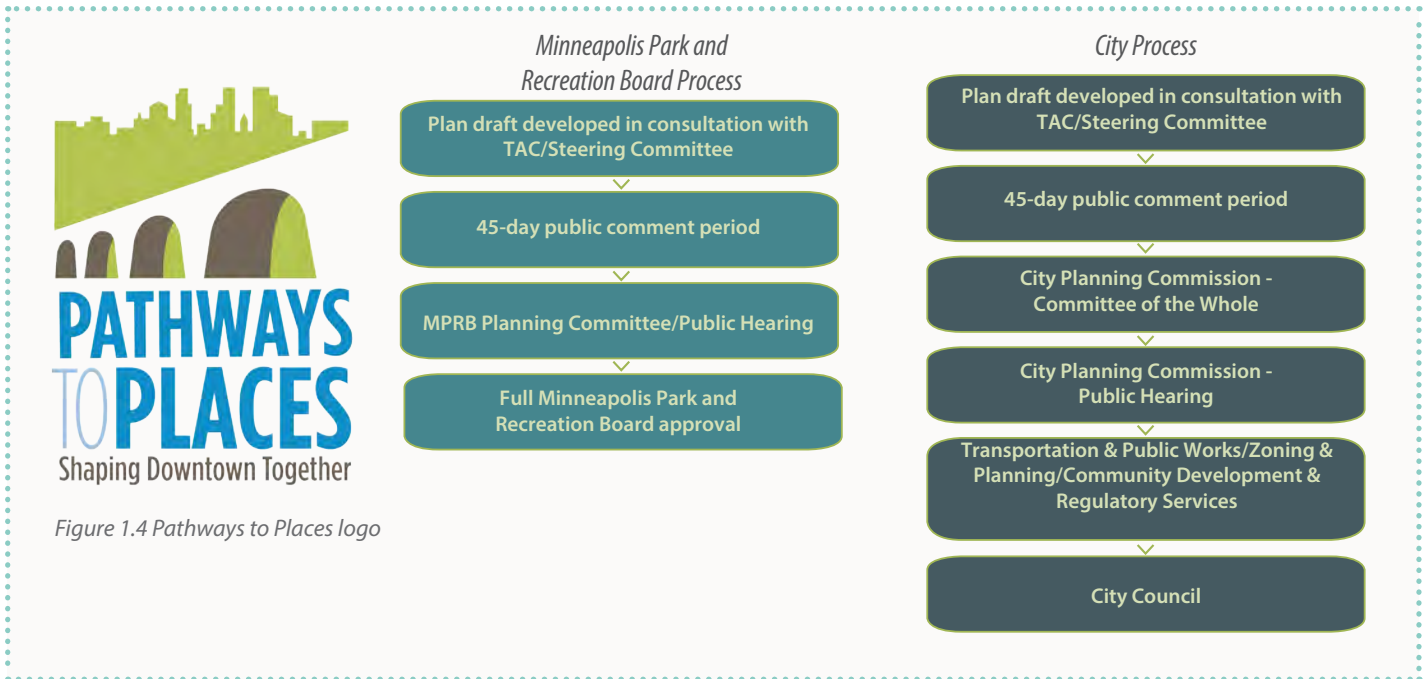 PATHWAYS
TO PLACES
Shaping Downtown Together
Figure 1.4 Pathways to Places logo
Minneapolis Park and
Recreation Board Process
Plan draft developed in consultation with
TAC/Steering Committee
45-day public comment period
MPRB Planning Committee/Public Hearing
Full Minneapolis Park and
Recreation Board approval
City Process
Plan draft developed in consultation with
TAC/Steering Committee
45-day public comment period
City Planning Commission -
Committee of the Whole
City Planning Commission -
Public Hearing
Transportation & Public Works/Zoning &
Planning/Community Development &
Regulatory Services
City Council